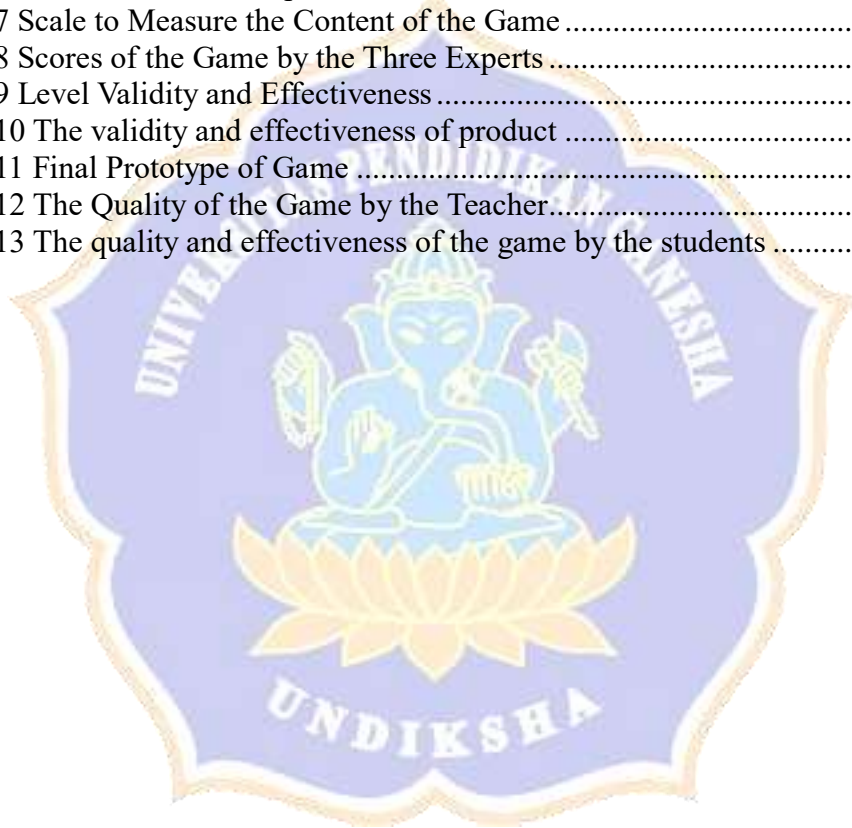 7 Scale to Measure the Content of the Game ........................................
8 Scores of the Game by the Three Experts ..........................................
9 Level Validity and Effectiveness ..........................................................
10 The validity and effectiveness of product .........................................
11 Final Prototype of Game ...................................................................
12 The Quality of the Game by the Teacher...........................................
13 The quality and effectiveness of the game by the students ..........
UNIVERSITAS PENDIDIKAN GANESHA
UNDIKSHA